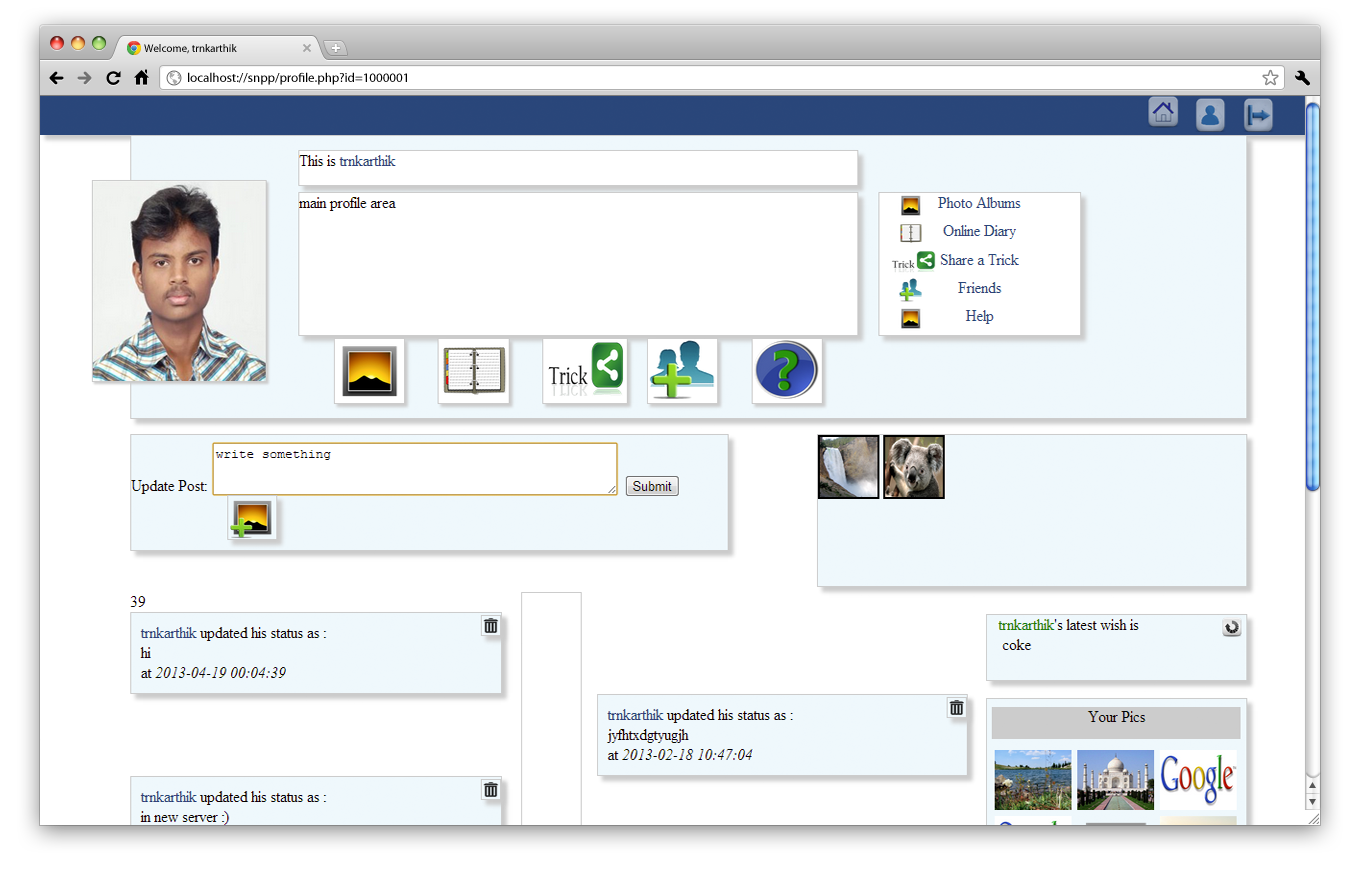 Welcome, trnkarthik
localhost://snpp/profile.php?id=1000001
This is trnkarthik
main profile area
Photo Albums
Online Diary
Trick Share a Trick
Friends
Help
Trick
write something
Update Post:
Submit
39
trnkarthik updated his status as :
hi
at 2013-04-19 00:04:39
trnkarthik updated his status as :
jyfhtxdgtyugjh
at 2013-02-18 10:47:04
trnkarthik updated his status as :
in new server :)
trnkarthik's latest wish is
coke
Your Pics
Google